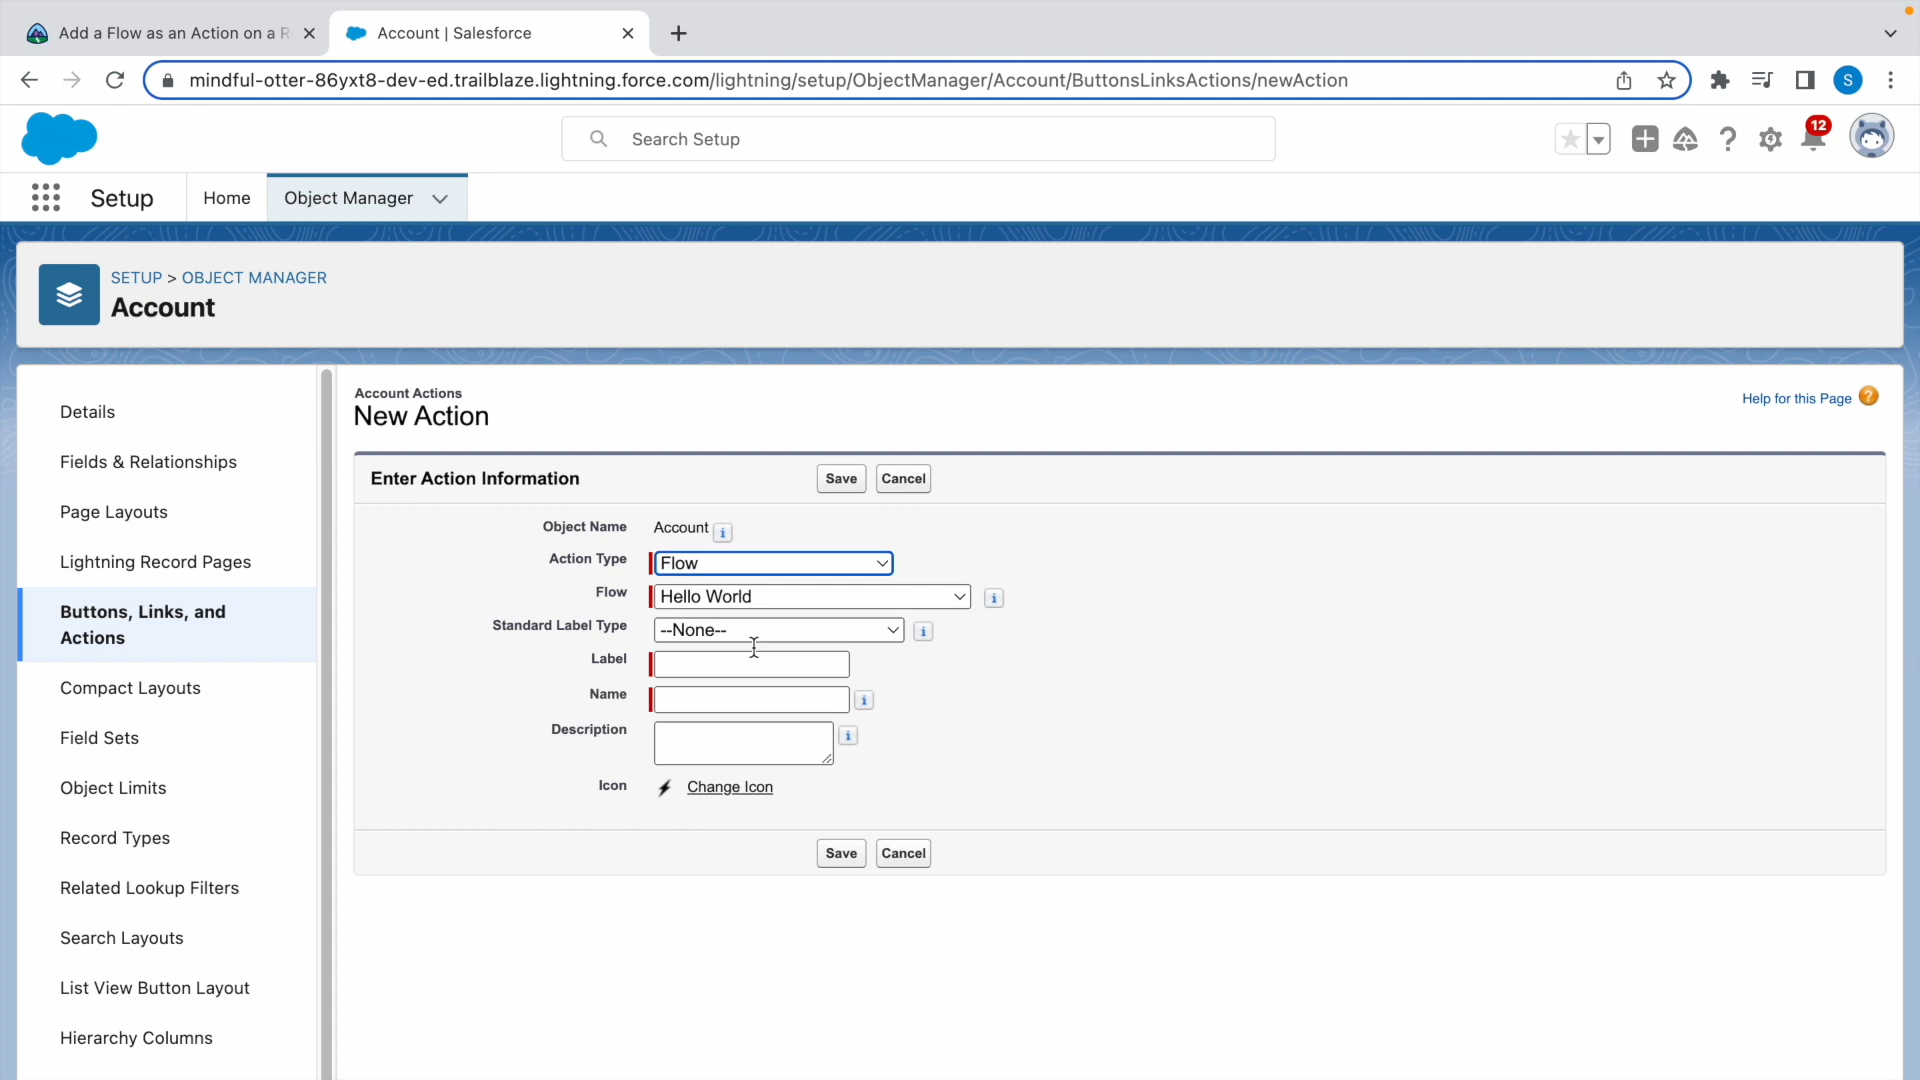 Add a Flow as an Action on a R
Account | Salesforce
mindful-otter-86yxt8-dev-ed.trailblaze.lightning.force.com/lightning/setup/ObjectManager/Account/ButtonsLinksActions/newAction
S
Search Setup
12
Setup
Home
Object Manager
SETUP > OBJECT MANAGER
Account
Details
Fields & Relationships
Page Layouts
Lightning Record Pages
Buttons, Links, and
Actions
Compact Layouts
Field Sets
Object Limits
Record Types
Related Lookup Filters
Search Layouts
List View Button Layout
Hierarchy Columns
Account Actions
New Action
Help for this Page ?
Enter Action Information
Save Cancel
Object Name Account i
Action Type Flow
Flow Hello World i
Standard Label Type --None-- i
Label
Name i
Description i
Icon Change Icon
Save Cancel